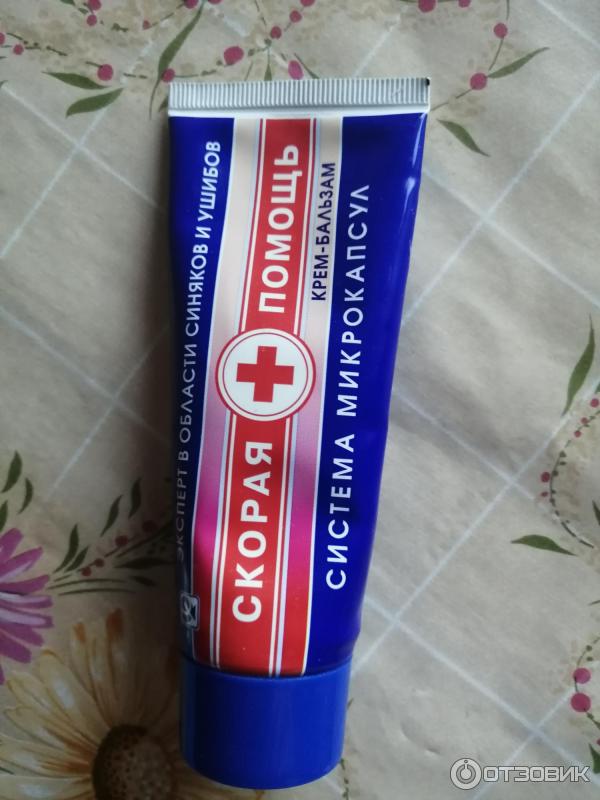 ЭКСПЕРТ В ОБЛАСТИ СИНЯКОВ И УШИБОВ
СКОРАЯ ПОМОЩЬ
КРЕМ-БАЛЬЗАМ
СИСТЕМА МИКРОКАПСУЛ
ОТЗОВИК